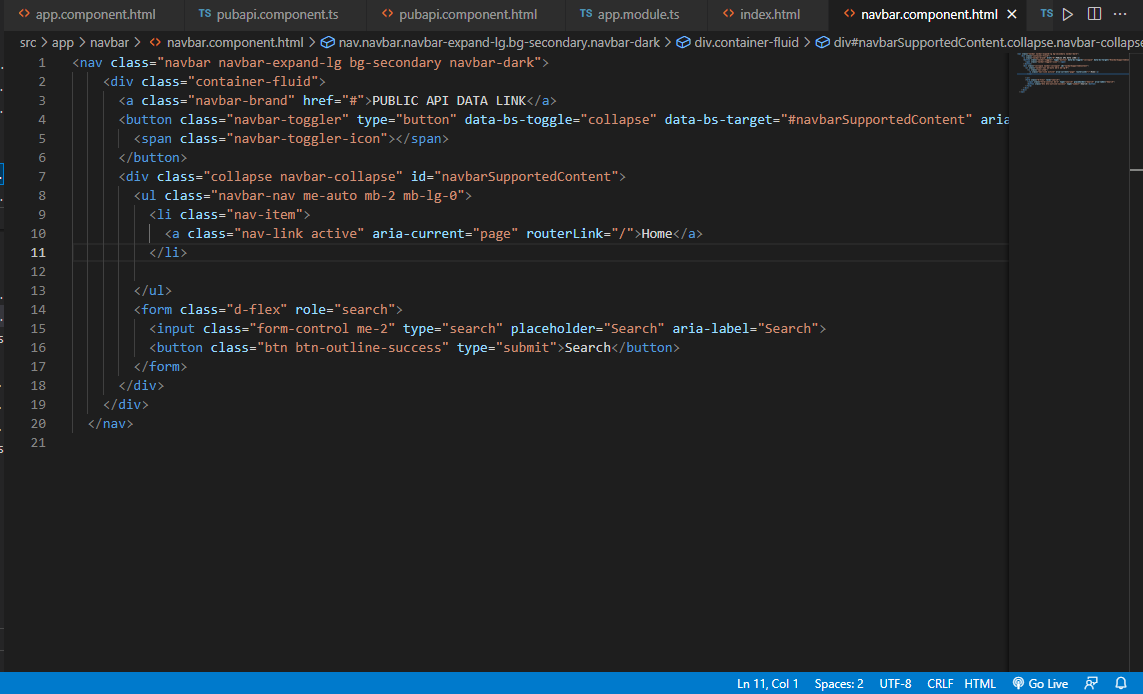 app.component.html TS pubapi.component.ts pubapi.component.html TS app.module.ts index.html navbar.component.html TS
src > app > navbar > navbar.component.html > nav.navbar.navbar-expand-lg.bg-secondary.navbar-dark > div.container-fluid > div#navbarSupportedContent.collapse.navbar-collapse
1 <nav class="navbar navbar-expand-lg bg-secondary navbar-dark">
2 <div class="container-fluid">
3 <a class="navbar-brand" href="#">PUBLIC API DATA LINK</a>
4 <button class="navbar-toggler" type="button" data-bs-toggle="collapse" data-bs-target="#navbarSupportedContent" aria
5 <span class="navbar-toggler-icon"></span>
6 </button>
7 <div class="collapse navbar-collapse" id="navbarSupportedContent">
8 <ul class="navbar-nav me-auto mb-2 mb-lg-0">
9 <li class="nav-item">
10 <a class="nav-link active" aria-current="page" routerLink="/">Home</a>
11 </li>
12
13 </ul>
14 <form class="d-flex" role="search">
15 <input class="form-control me-2" type="search" placeholder="Search" aria-label="Search">
16 <button class="btn btn-outline-success" type="submit">Search</button>
17 </form>
18 </div>
19 </div>
20 </nav>
21
Ln 11, Col 1 Spaces: 2 UTF-8 CRLF HTML Go Live